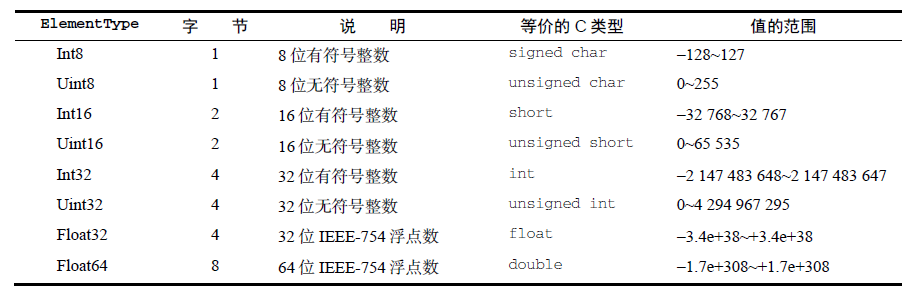 ElementType 字 节 说 明 等价的 C 类型 值的范围
Int8 1 8 位有符号整数 signed char −128~127
Uint8 1 8 位无符号整数 unsigned char 0~255
Int16 2 16 位有符号整数 short −32 768~32 767
Uint16 2 16 位无符号整数 unsigned short 0~65 535
Int32 4 32 位有符号整数 int −2 147 483 648~2 147 483 647
Uint32 4 32 位无符号整数 unsigned int 0~4 294 967 295
Float32 4 32 位 IEEE-754 浮点数 float −3.4e+38~+3.4e+38
Float64 8 64 位 IEEE-754 浮点数 double −1.7e+308~+1.7e+308